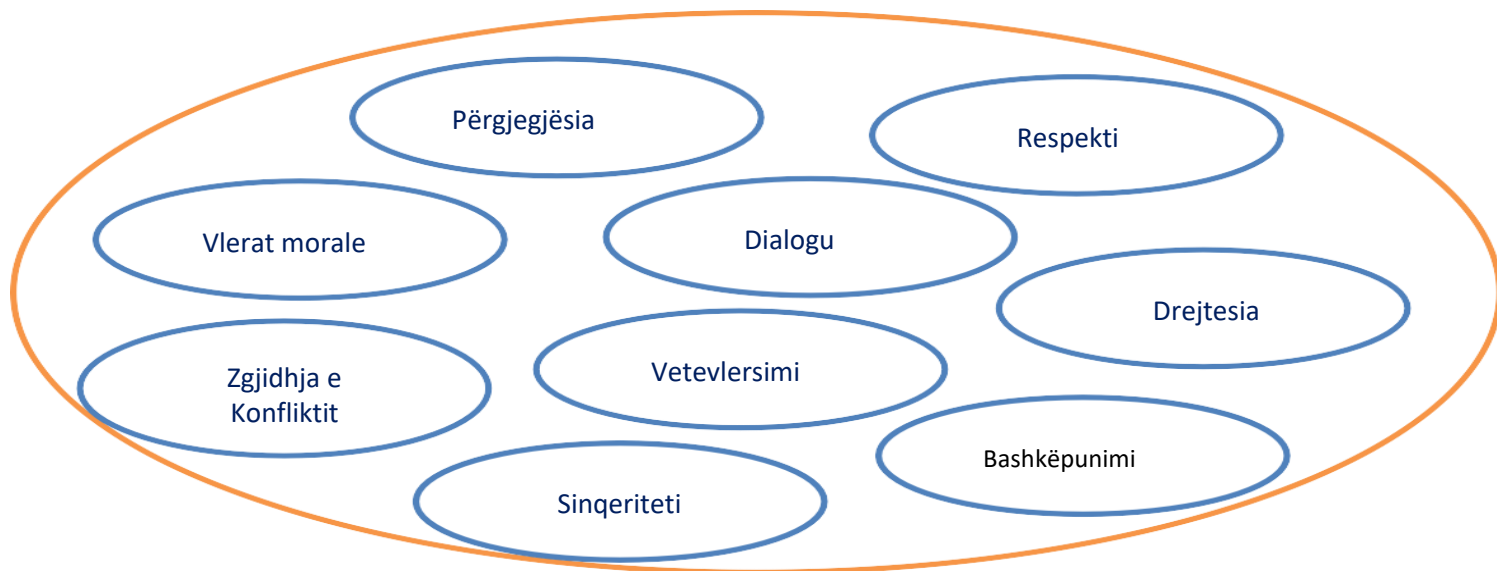 Përgjegjësia
Respekti
Vlerat morale
Dialogu
Drejtesia
Zgjidhja e
Konfliktit
Vetevlersimi
Bashkëpunimi
Sinqeriteti